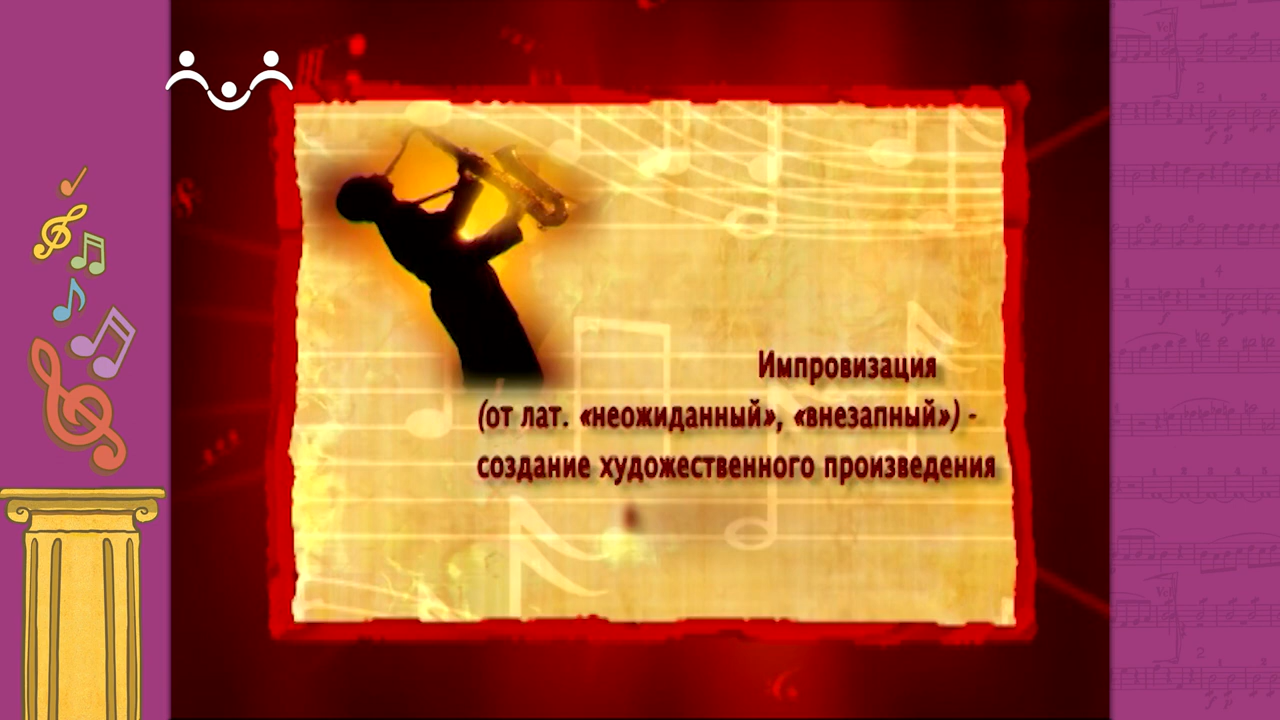 Импровизация
(от лат. «неожиданный», «внезапный») -
создание художественного произведения